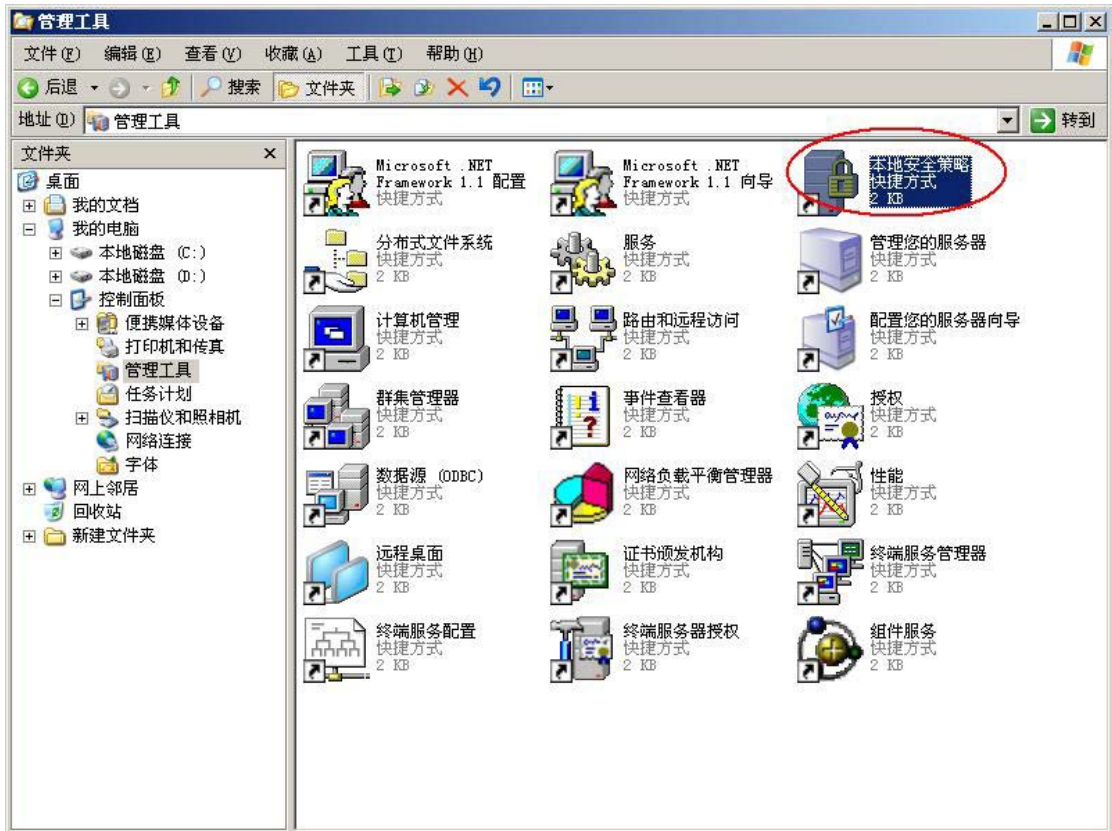 管理工具
文件(F) 编辑(E) 查看(V) 收藏(A) 工具(T) 帮助(H)
后退 搜索 文件夹
地址(D) 管理工具 转到
文件夹 x
桌面
我的文档
我的电脑
本地磁盘 (C:)
本地磁盘 (D:)
控制面板
便携媒体设备
打印机和传真
管理工具
任务计划
扫描仪和照相机
网络连接
字体
网上邻居
回收站
新建文件夹
Microsoft .NET
Framework 1.1 配置
快捷方式
Microsoft .NET
Framework 1.1 向导
快捷方式
本地安全策略
快捷方式
2 KB
分布式文件系统
快捷方式
2 KB
服务
快捷方式
2 KB
管理您的服务器
快捷方式
2 KB
计算机管理
快捷方式
2 KB
路由和远程访问
快捷方式
2 KB
配置您的服务器向导
快捷方式
2 KB
群集管理器
快捷方式
2 KB
事件查看器
快捷方式
2 KB
授权
快捷方式
2 KB
数据源 (ODBC)
快捷方式
2 KB
网络负载平衡管理器
快捷方式
2 KB
性能
快捷方式
2 KB
远程桌面
快捷方式
2 KB
证书颁发机构
快捷方式
2 KB
终端服务管理器
快捷方式
2 KB
终端服务配置
快捷方式
2 KB
终端服务器授权
快捷方式
2 KB
组件服务
快捷方式
2 KB